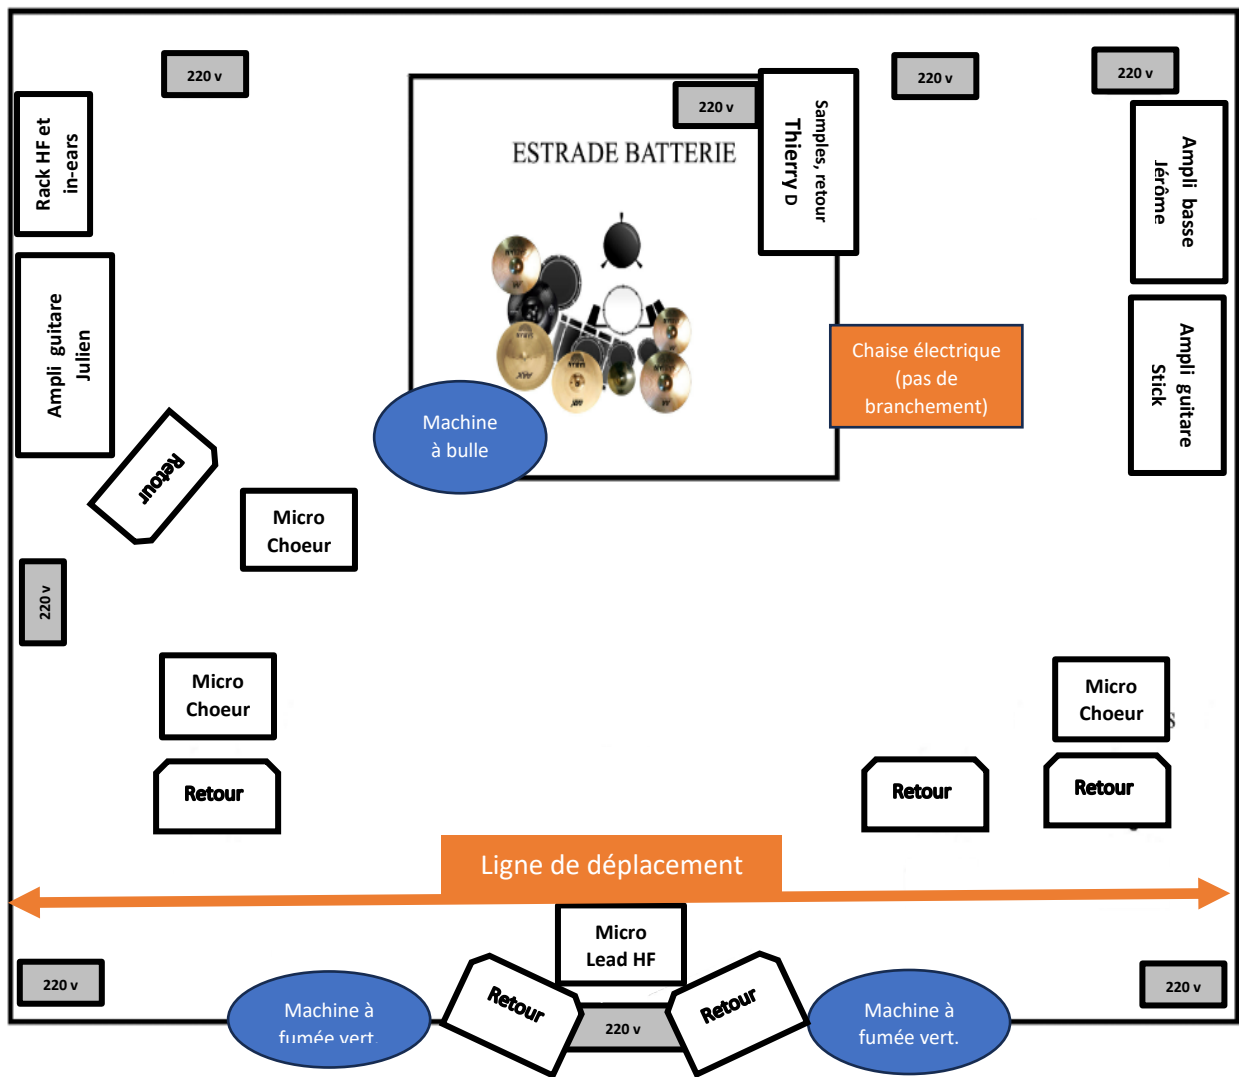 220 v
220 v
220 v
220 v
Rack HF et
in-ears
ESTRADE BATTERIE
Samples, retour
Thierry D
Ampli basse
Jérôme
Ampli guitare
Julien
Ampli guitare
Stick
Chaise électrique
(pas de
branchement)
Machine
à bulle
Retour
Micro
Choeur
220 v
Micro
Choeur
Micro
Choeur
s
Retour
Retour
Retour
Ligne de déplacement
Micro
Lead HF
220 v
220 v
Machine à
fumée vert.
Retour
220 v
Retour
Machine à
fumée vert.